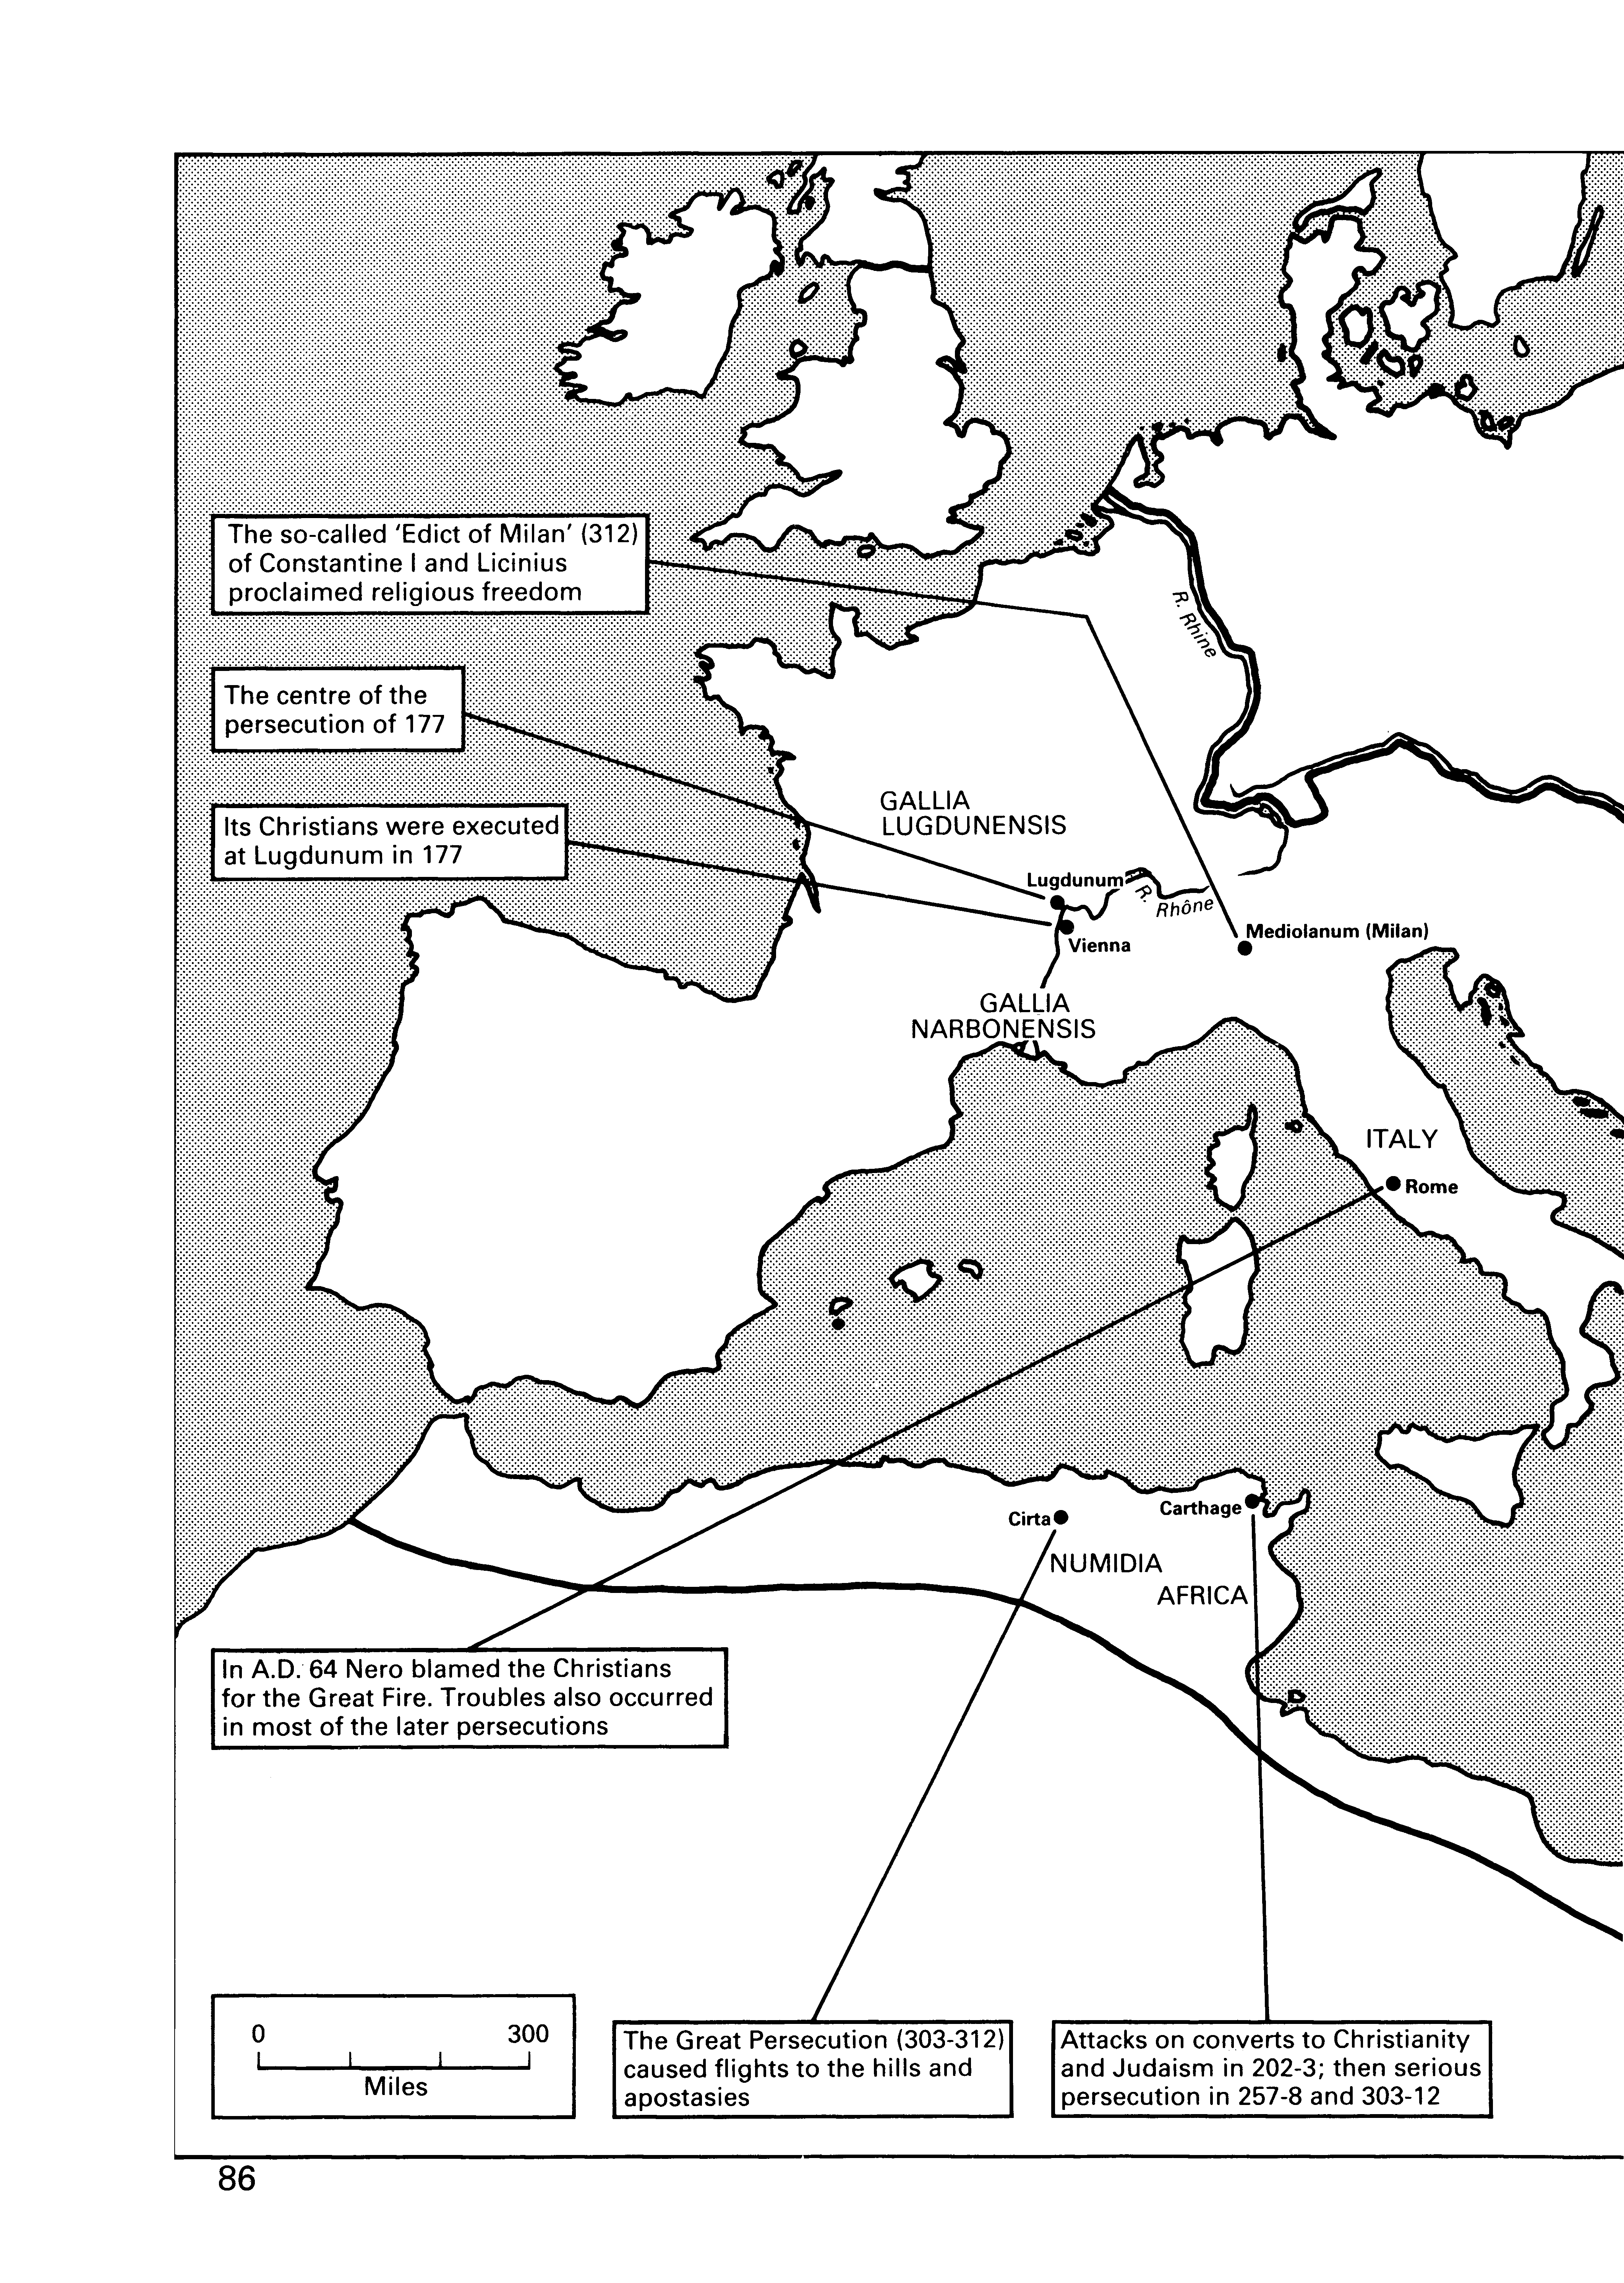 The so-called ‘Edict of Milan’ (312)
of Constantine I and Licinius
proclaimed religious freedom
R. Rhine
The centre of the
persecution of 177
Its Christians were executed
at Lugdunum in 177
GALLIA
LUGDUNENSIS
Lugdunum
R. Rhône
Vienna
Mediolanum (Milan)
GALLIA
NARBONENSIS
ITALY
Rome
Cirta
Carthage
NUMIDIA
AFRICA
In A.D. 64 Nero blamed the Christians
for the Great Fire. Troubles also occurred
in most of the later persecutions
0 300
Miles
The Great Persecution (303-312)
caused flights to the hills and
apostasies
Attacks on converts to Christianity
and Judaism in 202-3; then serious
persecution in 257-8 and 303-12
86